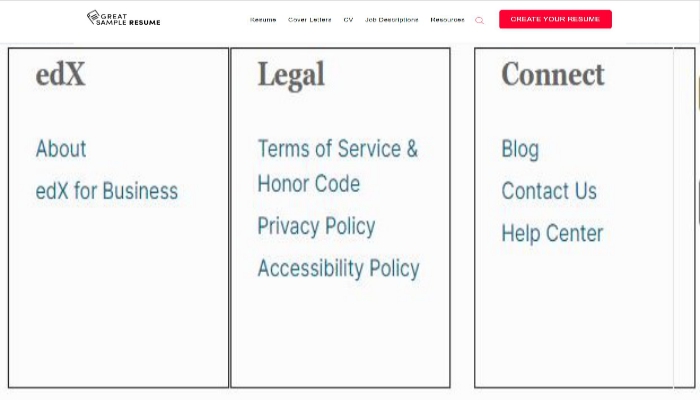 GREAT
SAMPLE RESUME
Resume Cover Letters CV Job Descriptions Resources CREATE YOUR RESUME
edX
About
edX for Business
Legal
Terms of Service &
Honor Code
Privacy Policy
Accessibility Policy
Connect
Blog
Contact Us
Help Center